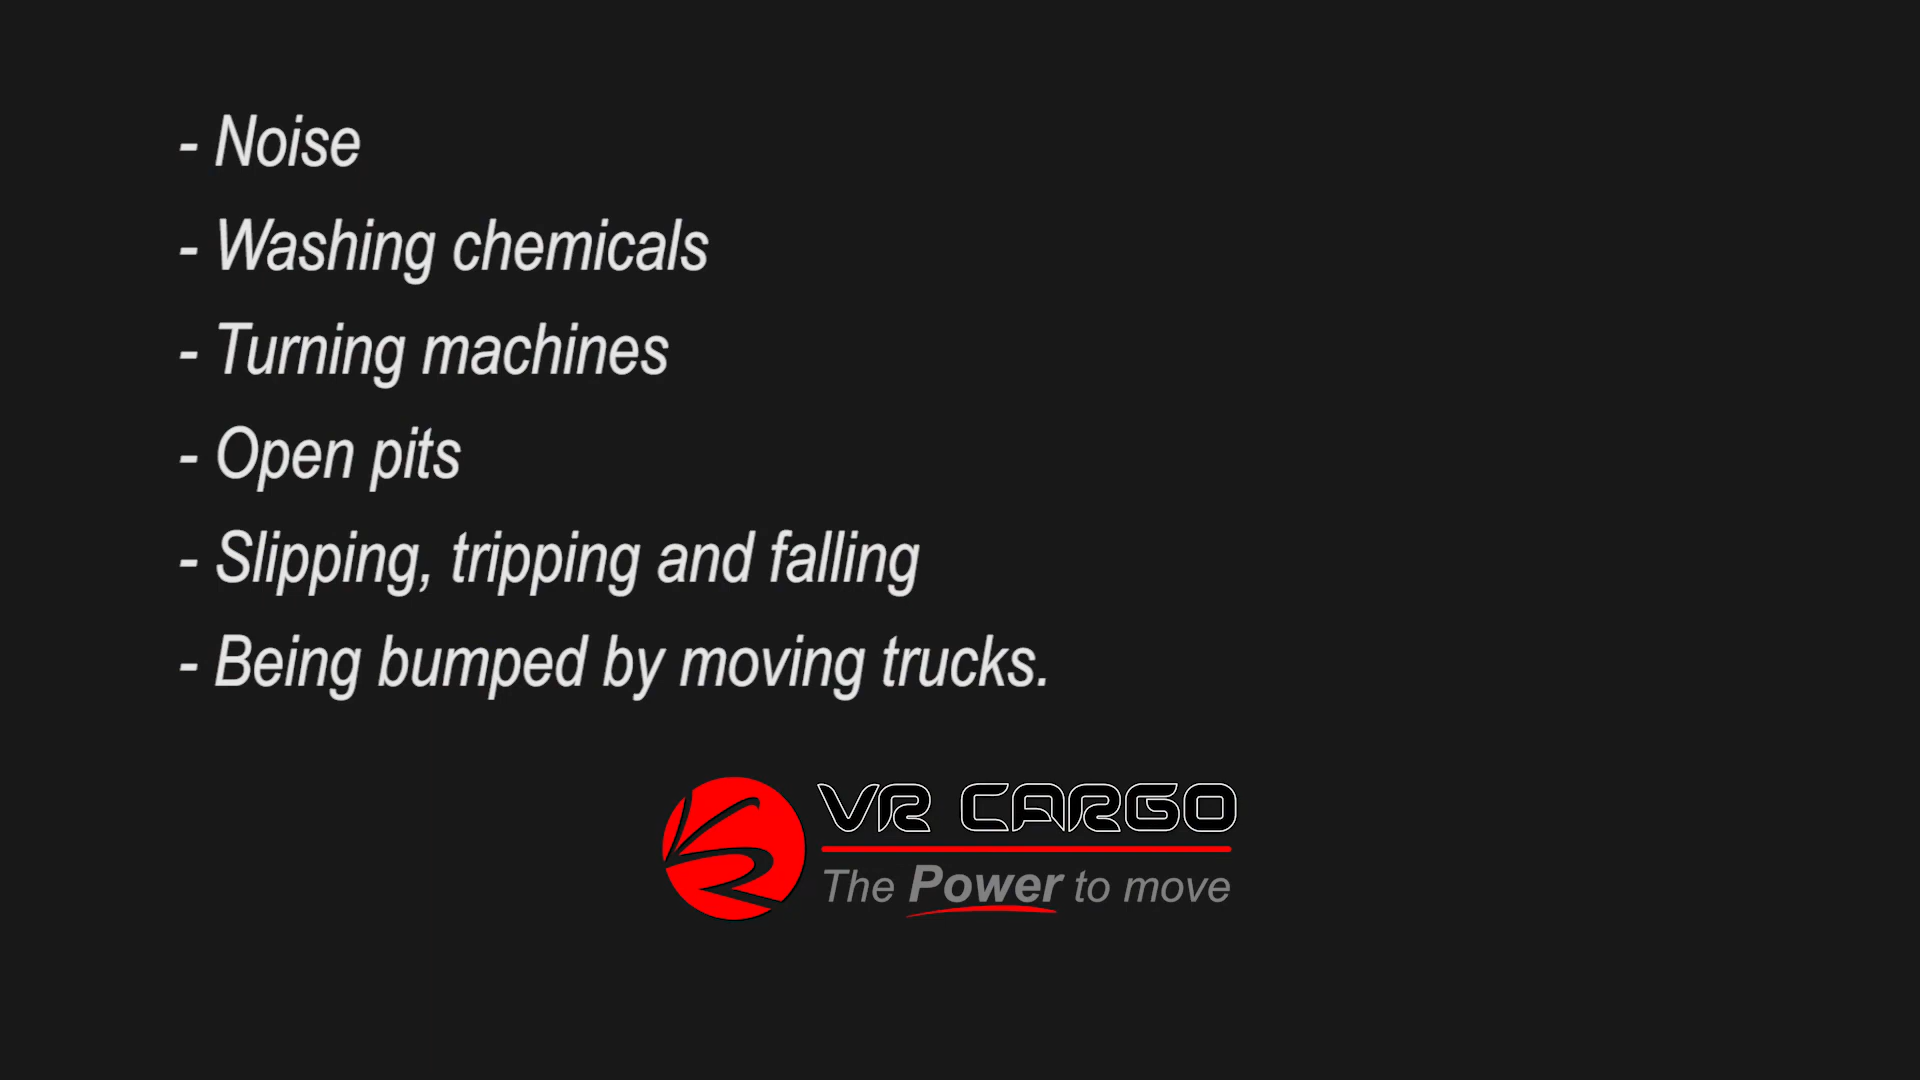 - Noise
- Washing chemicals
- Turning machines
- Open pits
- Slipping, tripping and falling
- Being bumped by moving trucks.
VR CARGO
The Power to move